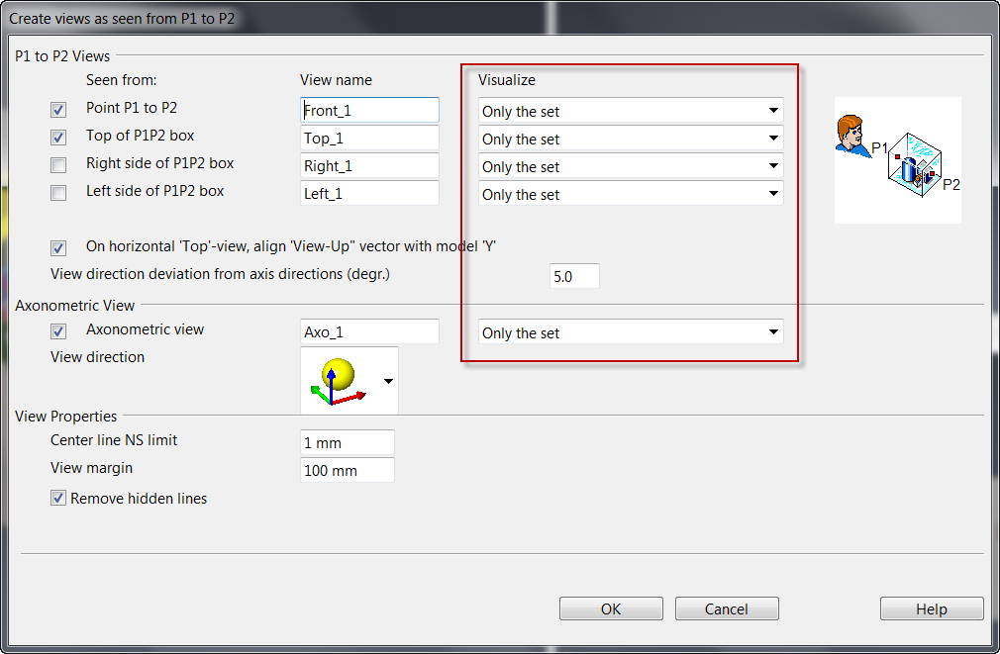 Create views as seen from P1 to P2
P1 to P2 Views
Seen from: View name Visualize
Point P1 to P2 Front_1 Only the set
Top of P1P2 box Top_1 Only the set
Right side of P1P2 box Right_1 Only the set
Left side of P1P2 box Left_1 Only the set
P1
P2
On horizontal 'Top'-view, align 'View-Up" vector with model 'Y'
View direction deviation from axis directions (degr.) 5.0
Axonometric View
Axonometric view Axo_1 Only the set
View direction
View Properties
Center line NS limit 1 mm
View margin 100 mm
Remove hidden lines
OK Cancel Help